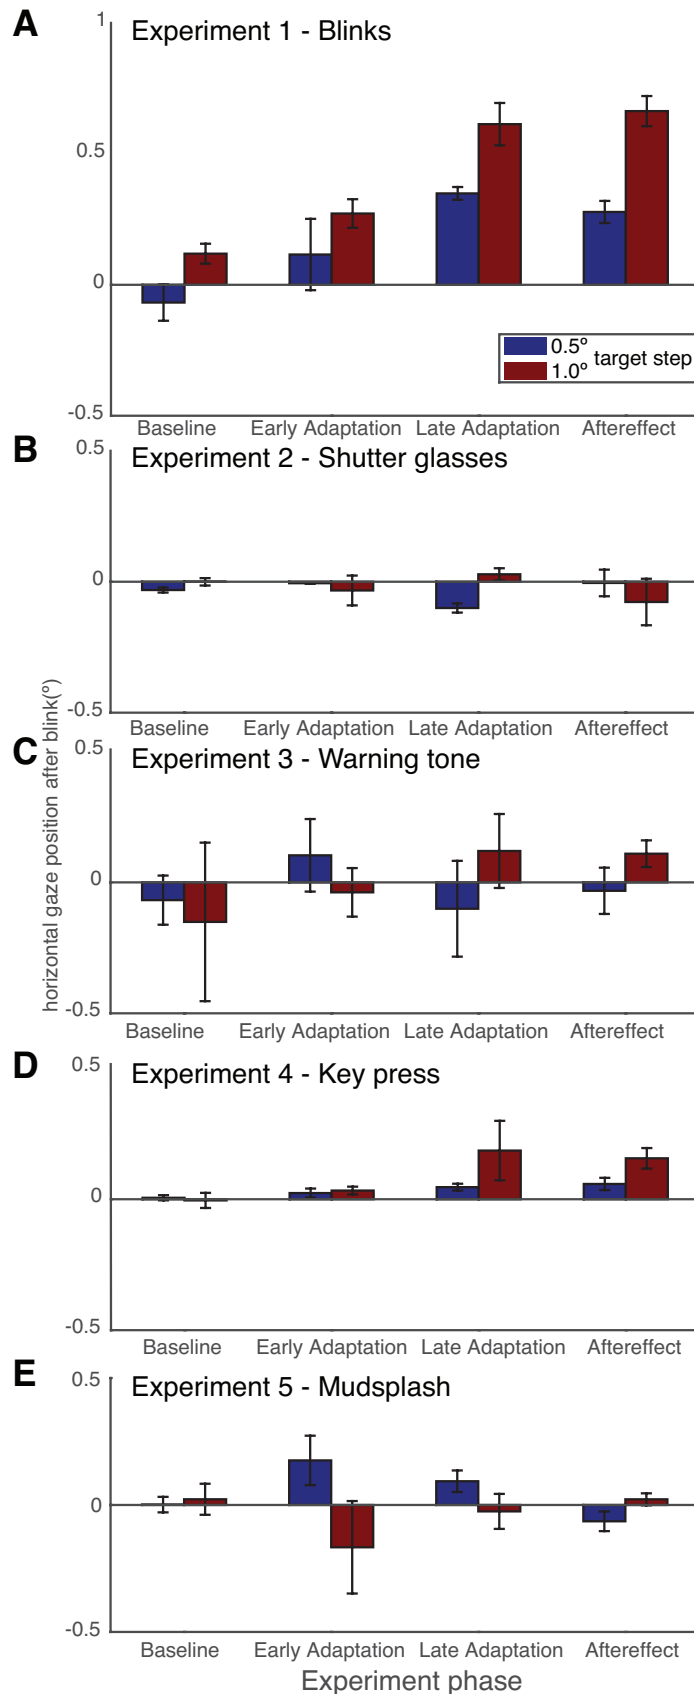 A
Experiment 1 - Blinks
1
0.5
0
-0.5
0.5º
1.0º
target step
Baseline
Early Adaptation
Late Adaptation
Aftereffect
B
Experiment 2 - Shutter glasses
0.5
0
-0.5
Baseline
Early Adaptation
Late Adaptation
Aftereffect
horizontal gaze position after blink(º)
C
Experiment 3 - Warning tone
0.5
0
-0.5
Baseline
Early Adaptation
Late Adaptation
Aftereffect
D
Experiment 4 - Key press
0.5
0
-0.5
Baseline
Early Adaptation
Late Adaptation
Aftereffect
E
Experiment 5 - Mudsplash
0.5
0
-0.5
Baseline
Early Adaptation
Late Adaptation
Aftereffect
Experiment phase